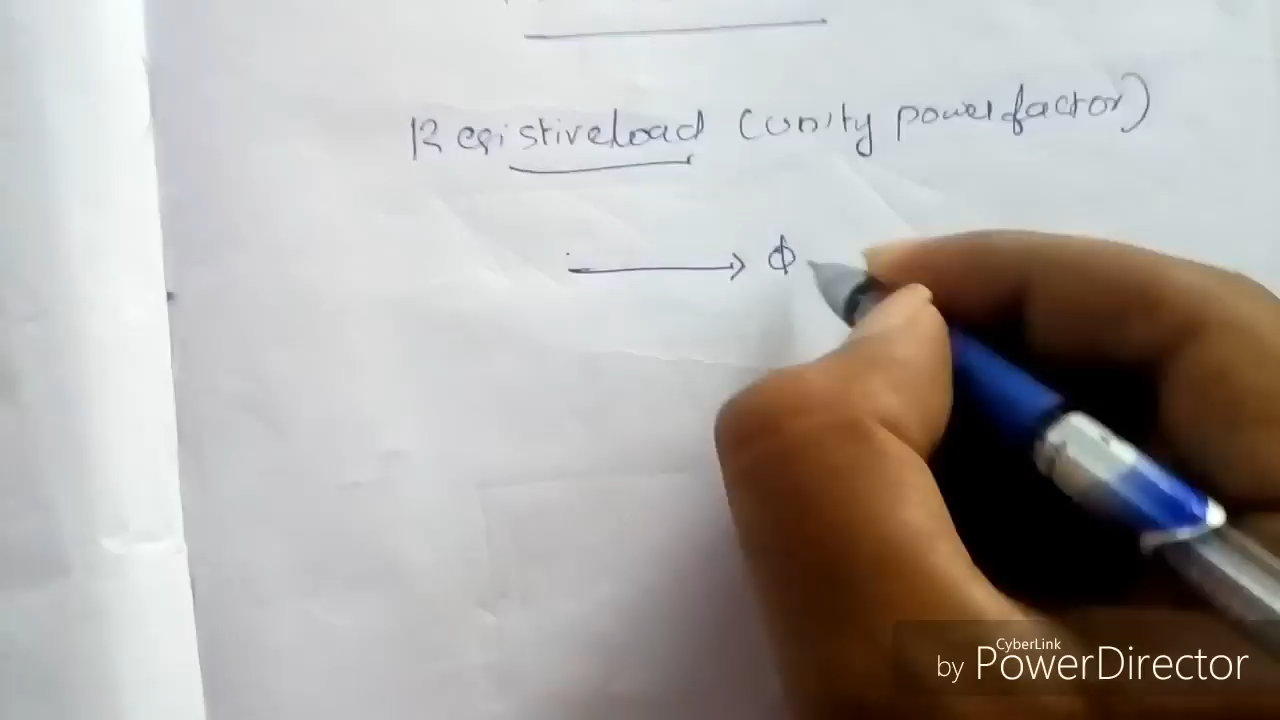 Resistiveload (unity powerfactor)
→ Φ
CyberLink
by PowerDirector